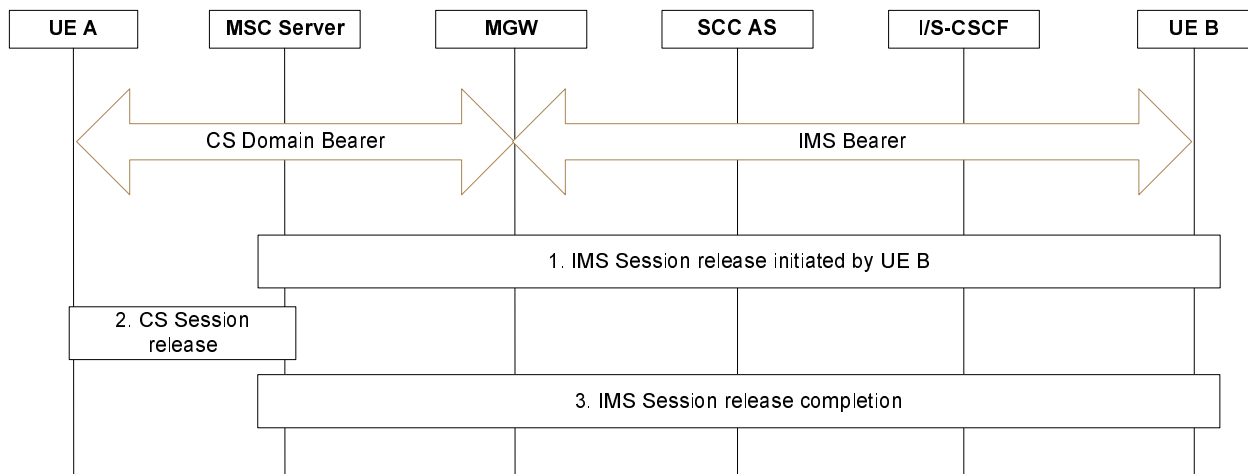 UE A
MSC Server
MGW
SCC AS
I/S-CSCF
UE B
CS Domain Bearer
IMS Bearer
1. IMS Session release initiated by UE B
2. CS Session
release
3. IMS Session release completion